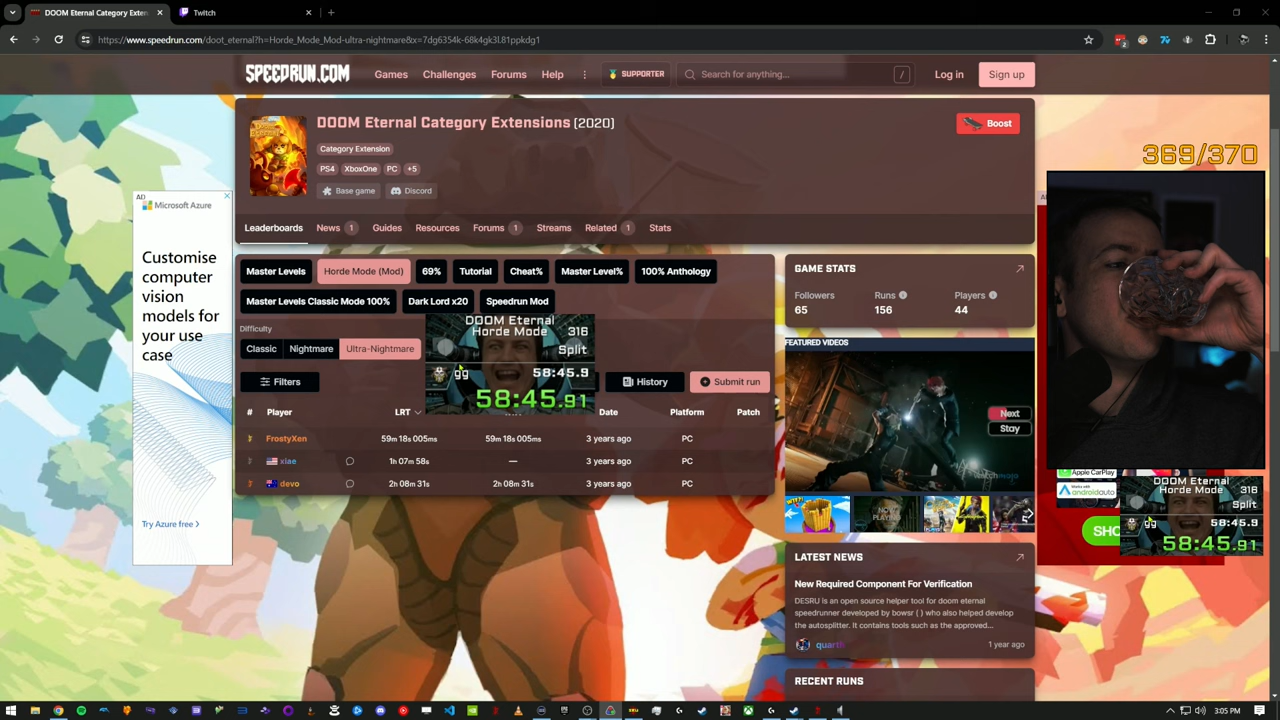 DOOM Eternal Category Exten
Twitch
https://www.speedrun.com/doot_eternal?h=Horde_Mode_Mod-ultra-nightmare&x=7dg6354k-68k4gk3l81ppkdg1
SPEEDRUN.COM
Games
Challenges
Forums
Help
SUPPORTER
Search for anything...
/
Log in
Sign up
DOOM Eternal Category Extensions [2020]
Boost
Category Extension
PS4
XboxOne
PC
+5
Base game
Discord
Leaderboards
News 1
Guides
Resources
Forums 1
Streams
Related 1
Stats
369/370
AD
Microsoft Azure
Customise
computer
vision
models for
your use
case
Try Azure free >
Master Levels
Horde Mode (Mod)
69%
Tutorial
Cheat%
Master Level%
100% Anthology
Master Levels Classic Mode 100%
Dark Lord x20
Speedrun Mod
Difficulty
Classic
Nightmare
Ultra-Nightmare
DOOM Eternal
Horde Mode
316
Split
gg
58:45.9
58:45.91
Filters
History
Submit run
#
Player
LRT
Date
Platform
Patch
FrostyXen
59m 18s 005ms
59m 18s 005ms
3 years ago
PC
xiae
1h 07m 58s
—
3 years ago
PC
devo
2h 08m 31s
2h 08m 31s
3 years ago
PC
GAME STATS
Followers
Runs
Players
65
156
44
FEATURED VIDEOS
Next
Stay
NOW
PLAYING
LATEST NEWS
New Required Component For Verification
DESRU is an open source helper tool for doom eternal
speedrunner developed by bowsr ( ) who also helped develop
the autosplitter. It contains tools such as the approved...
quarth
1 year ago
RECENT RUNS
Apple CarPlay
Works with
androidauto
SHO
DOOM Eternal
Horde Mode
316
Split
gg
58:45.9
58:45.91
3:05 PM